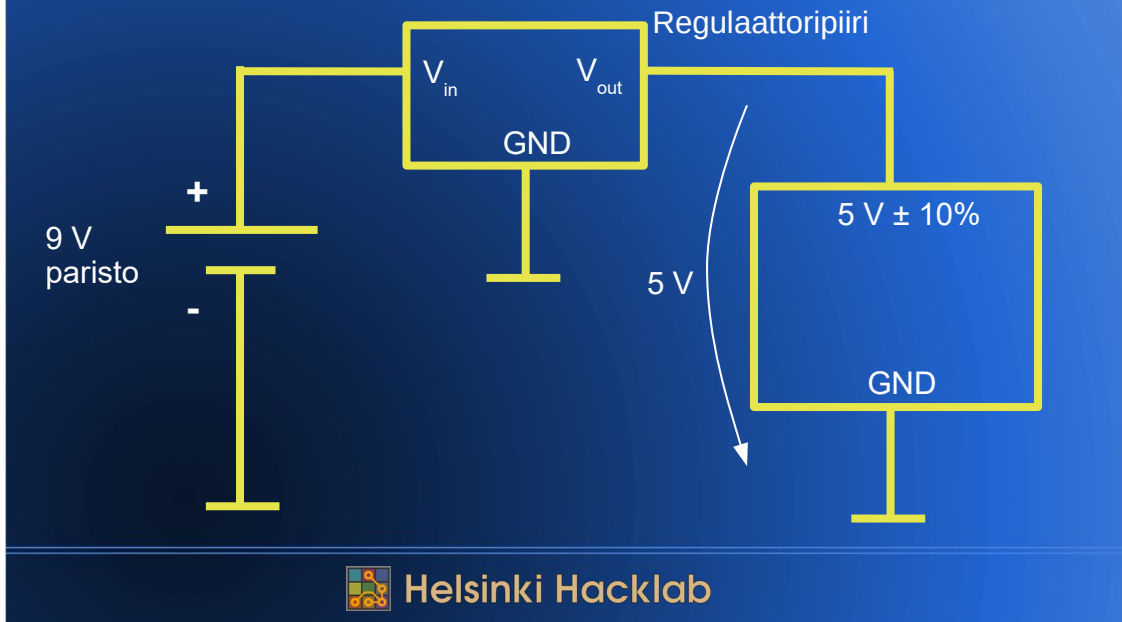 Regulaattoripiiri
Vin
Vout
GND
+
9 V
paristo
-
5 V
5 V ± 10%
GND
Helsinki Hacklab